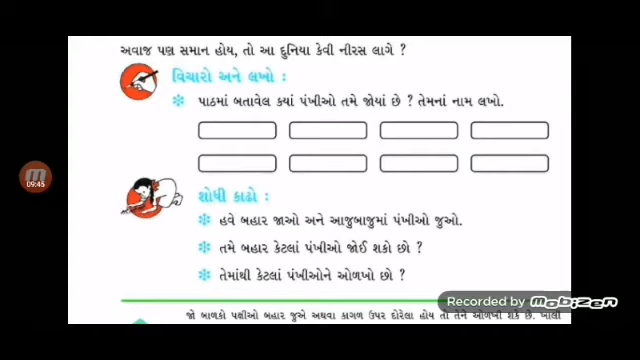 અવાજ પણ સમાન હોય, તો આ દુનિયા કેવી નીરસ લાગે ?
વિચારો અને લખો :
પાઠમાં બતાવેલ ક્યાં પંખીઓ તમે જોયાં છે ? તેમનાં નામ લખો.
09:45
શોધી કાઢો :
હવે બહાર જાઓ અને આજુબાજુમાં પંખીઓ જુઓ.
તમે બહાર કેટલાં પંખીઓ જોઈ શકો છો ?
તેમાંથી કેટલાં પંખીઓને ઓળખો છો ?
Recorded by Mobizen
જો બાળકો પક્ષીઓ બહાર જુએ અથવા કાગળ ઉપર દોરેલા હોય તો તેને ઓળખી શકે છે. ખાલી